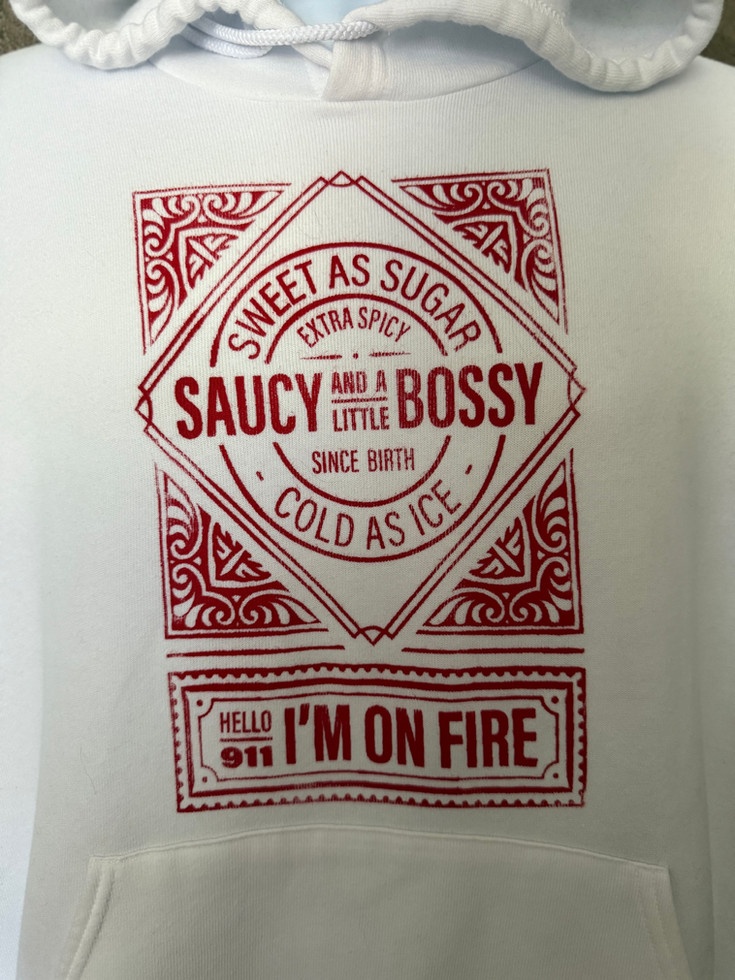 SWEET AS SUGAR
EXTRA SPICY
SAUCY AND A LITTLE BOSSY
SINCE BIRTH
- COLD AS ICE -
HELLO 911 I'M ON FIRE